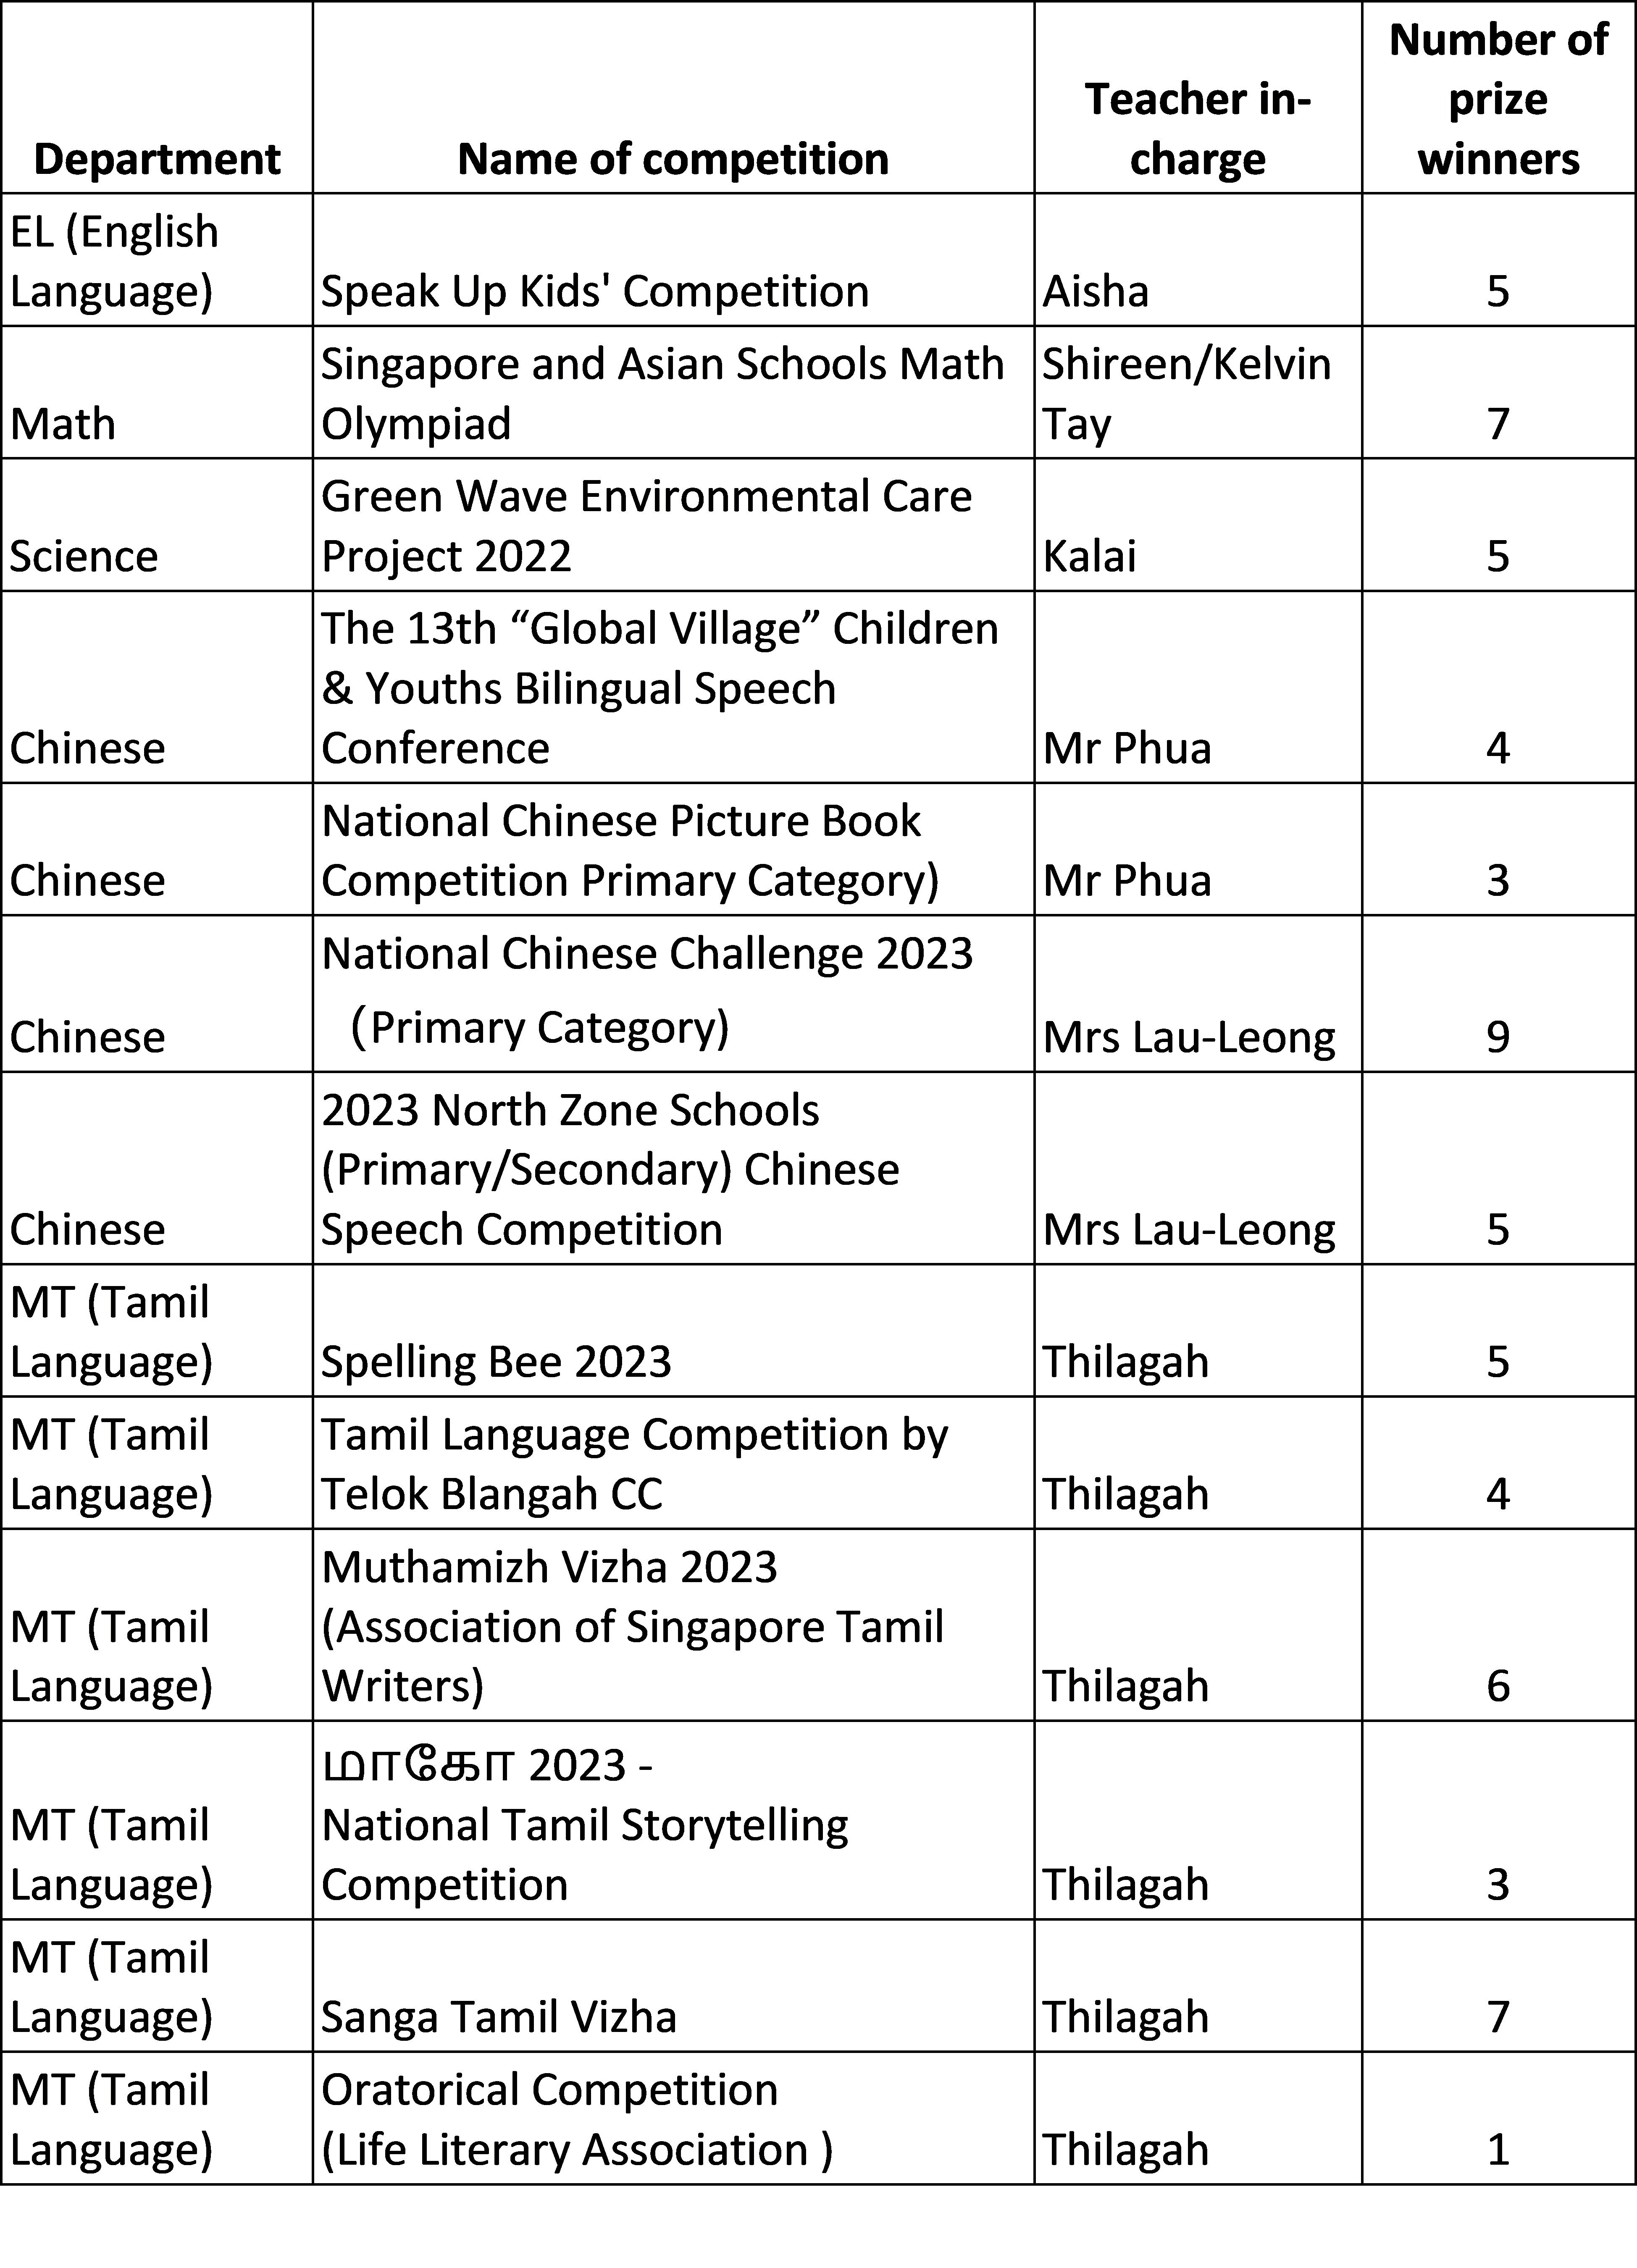 Department
Name of competition
Teacher in-
charge
Number of
prize
winners
EL (English
Language)
Speak Up Kids' Competition
Aisha
5
Math
Singapore and Asian Schools Math
Olympiad
Shireen/Kelvin
Tay
7
Science
Green Wave Environmental Care
Project 2022
Kalai
5
Chinese
The 13th “Global Village” Children
& Youths Bilingual Speech
Conference
Mr Phua
4
Chinese
National Chinese Picture Book
Competition Primary Category)
Mr Phua
3
Chinese
National Chinese Challenge 2023
（Primary Category)
Mrs Lau-Leong
9
Chinese
2023 North Zone Schools
(Primary/Secondary) Chinese
Speech Competition
Mrs Lau-Leong
5
MT (Tamil
Language)
Spelling Bee 2023
Thilagah
5
MT (Tamil
Language)
Tamil Language Competition by
Telok Blangah CC
Thilagah
4
MT (Tamil
Language)
Muthamizh Vizha 2023
(Association of Singapore Tamil
Writers)
Thilagah
6
MT (Tamil
Language)
மாகோ 2023 -
National Tamil Storytelling
Competition
Thilagah
3
MT (Tamil
Language)
Sanga Tamil Vizha
Thilagah
7
MT (Tamil
Language)
Oratorical Competition
(Life Literary Association )
Thilagah
1